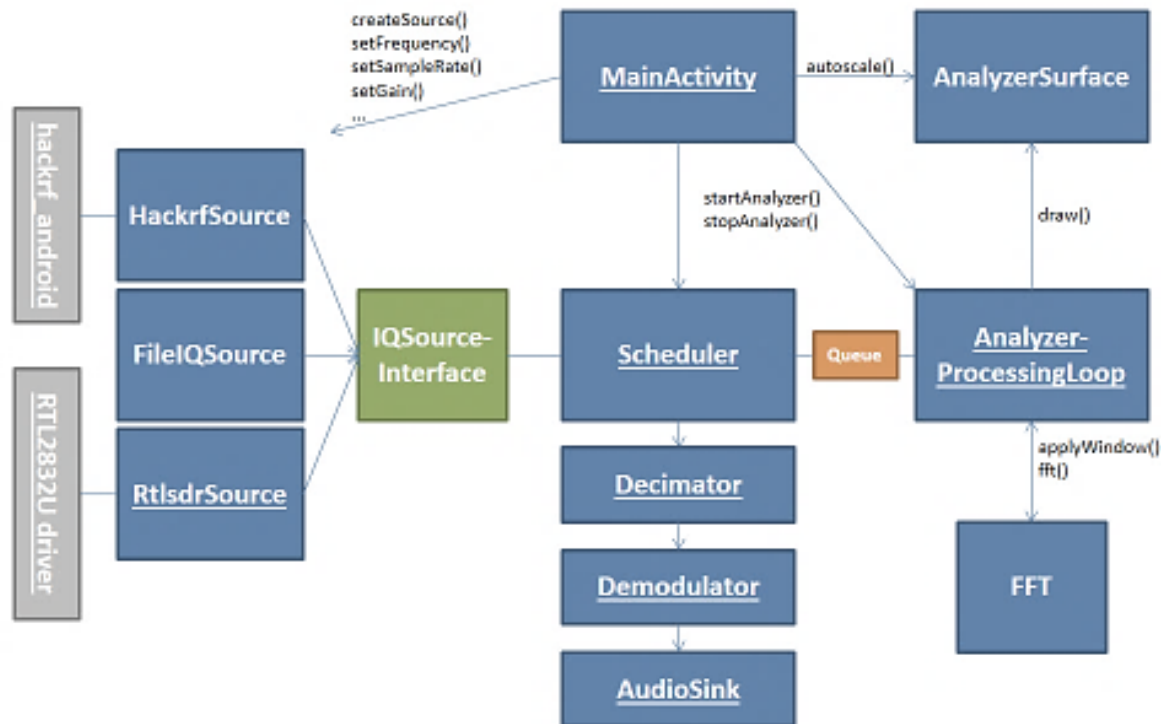 createSource()
setFrequency()
setSampleRate()
setGain()
...
MainActivity
autoscale()
AnalyzerSurface
hackrf_android
HackrfSource
startAnalyzer()
stopAnalyzer()
draw()
FileIQSource
IQSource-
Interface
Scheduler
Queue
Analyzer-
ProcessingLoop
RTL2832U driver
RtlsdrSource
Decimator
applyWindow()
fft()
Demodulator
FFT
AudioSink